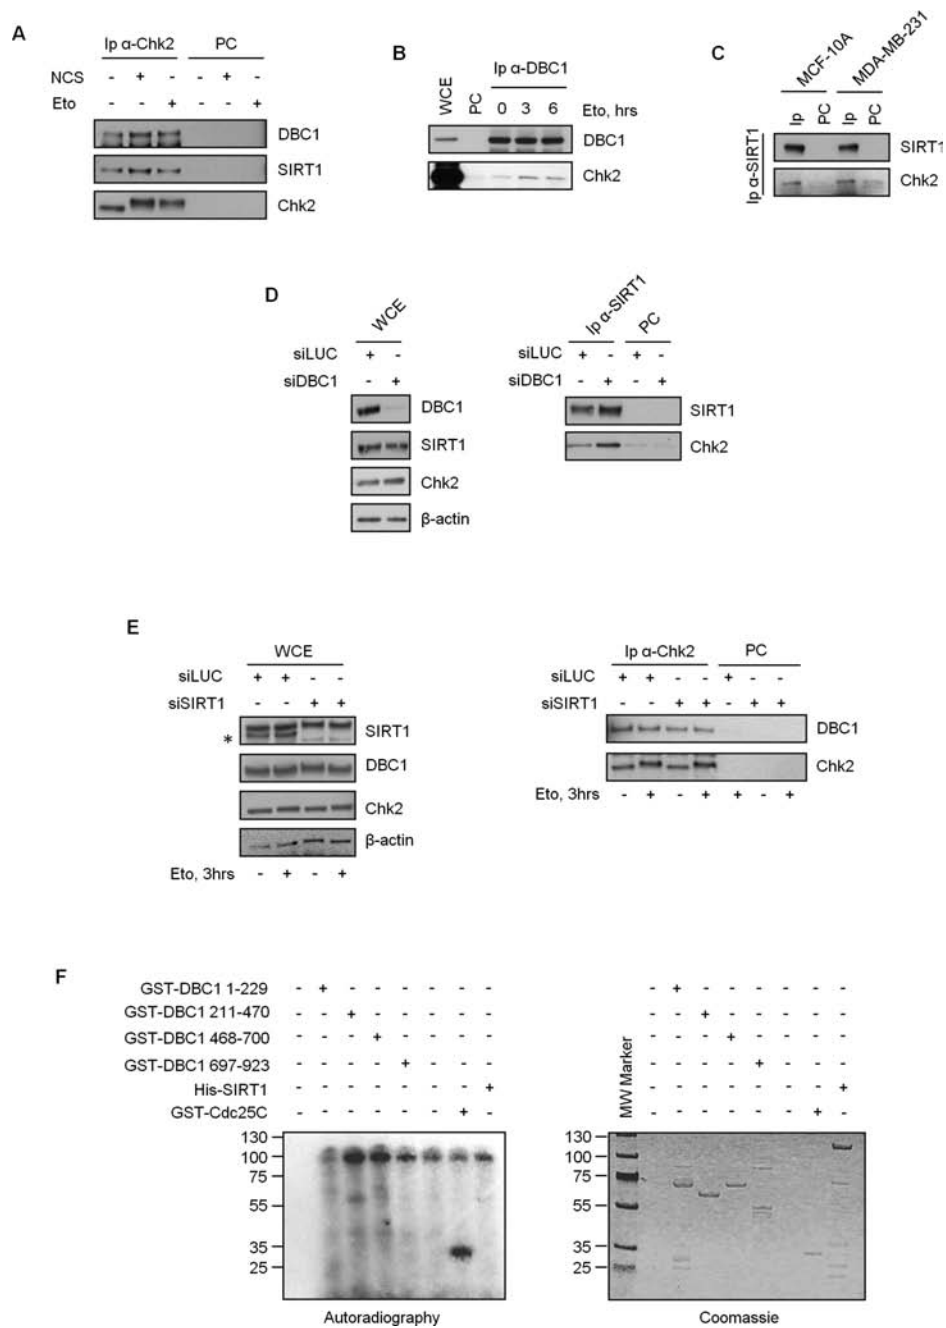 A
Ip α-Chk2 PC
NCS - + - - + -
Eto - - + - - +
DBC1
SIRT1
Chk2
B
WCE PC Ip α-DBC1
0 3 6 Eto, hrs
DBC1
Chk2
C
MCF-10A MDA-MB-231
Ip PC Ip PC
Ip α-SIRT1
SIRT1
Chk2
D
WCE
siLUC + -
siDBC1 - +
DBC1
SIRT1
Chk2
β-actin
Ip α-SIRT1 PC
siLUC + - + -
siDBC1 - + - +
SIRT1
Chk2
E
WCE
siLUC + + - -
siSIRT1 - - + +
SIRT1
*
DBC1
Chk2
β-actin
Eto, 3hrs - + - +
Ip α-Chk2 PC
siLUC + + - - + - -
siSIRT1 - - + + - + +
DBC1
Chk2
Eto, 3hrs - + - + + - +
F
GST-DBC1 1-229 - + - - - - - -
GST-DBC1 211-470 - - + - - - - -
GST-DBC1 468-700 - - - + - - - -
GST-DBC1 697-923 - - - - + - - -
His-SIRT1 - - - - - - - +
GST-Cdc25C - - - - - - + -
130
100
75
55
35
25
Autoradiography
MW Marker
- + - - - - - -
- - + - - - - -
- - - + - - - -
- - - - + - - -
- - - - - - - +
- - - - - - + -
130
100
75
55
35
25
Coomassie